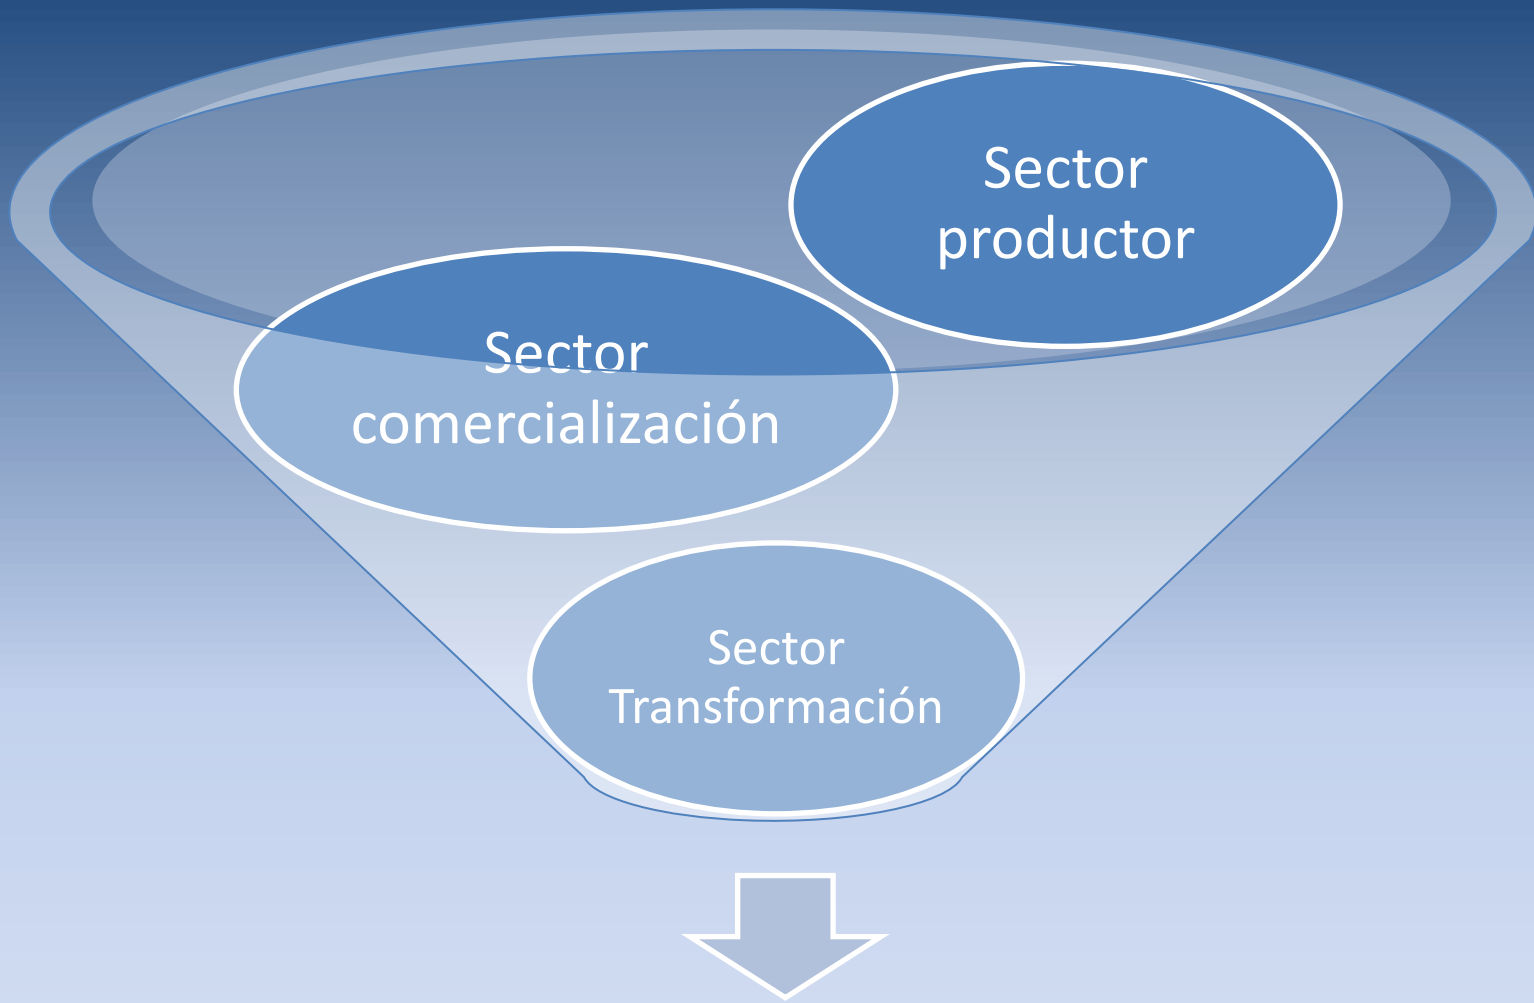 Sector
productor
Sector
comercialización
Sector
Transformación